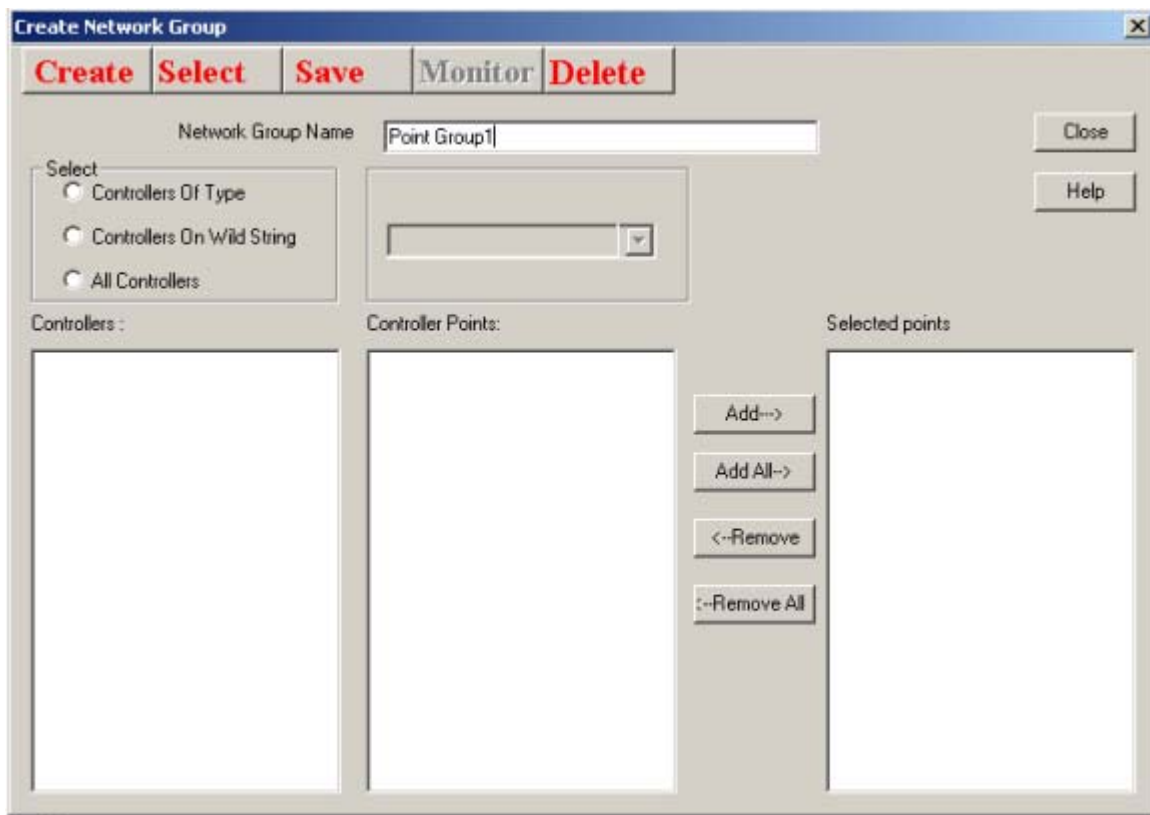 Create Network Group
Create Select Save Monitor Delete
Network Group Name Point Group1 Close
Select
Controllers Of Type Help
Controllers On Wild String
All Controllers
Controllers : Controller Points: Selected points
Add--->
Add All-->
<--Remove
:--Remove All